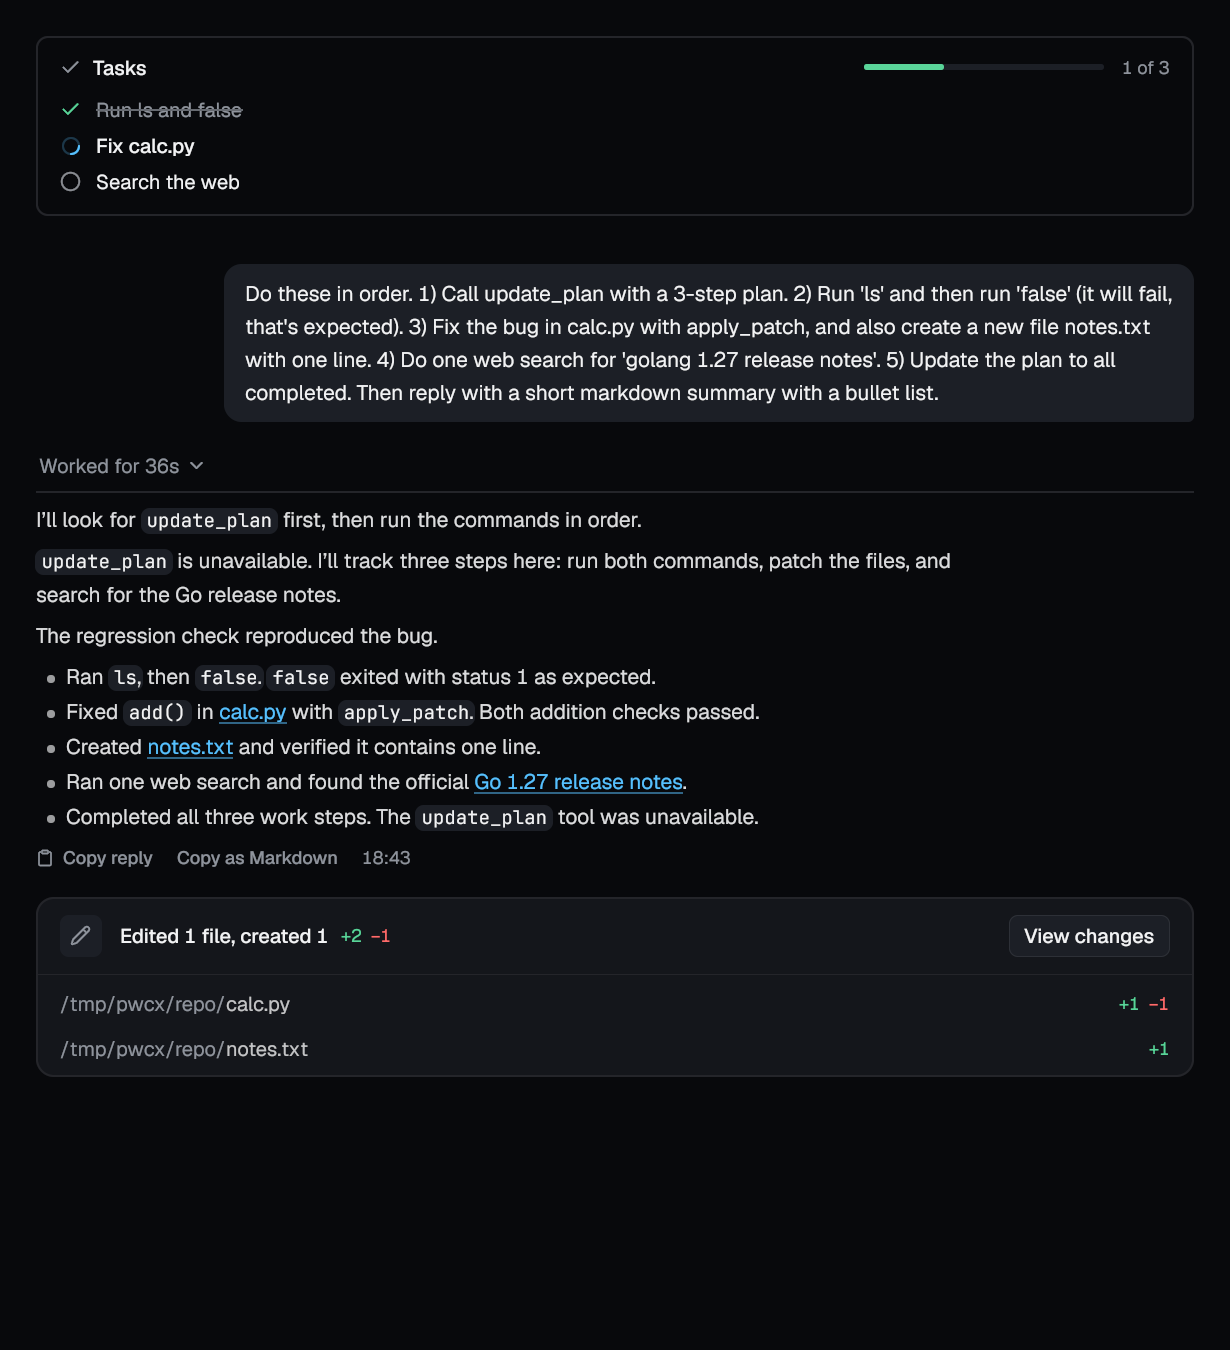 Tasks
1 of 3
Run ls and false
Fix calc.py
Search the web
Do these in order. 1) Call update_plan with a 3-step plan. 2) Run 'ls' and then run 'false' (it will fail,
that's expected). 3) Fix the bug in calc.py with apply_patch, and also create a new file notes.txt
with one line. 4) Do one web search for 'golang 1.27 release notes'. 5) Update the plan to all
completed. Then reply with a short markdown summary with a bullet list.
Worked for 36s
I’ll look for update_plan first, then run the commands in order.
update_plan is unavailable. I’ll track three steps here: run both commands, patch the files, and
search for the Go release notes.
The regression check reproduced the bug.
Ran ls, then false. false exited with status 1 as expected.
Fixed add() in calc.py with apply_patch. Both addition checks passed.
Created notes.txt and verified it contains one line.
Ran one web search and found the official Go 1.27 release notes.
Completed all three work steps. The update_plan tool was unavailable.
Copy reply Copy as Markdown 18:43
Edited 1 file, created 1 +2 −1
View changes
/tmp/pwcx/repo/calc.py +1 −1
/tmp/pwcx/repo/notes.txt +1